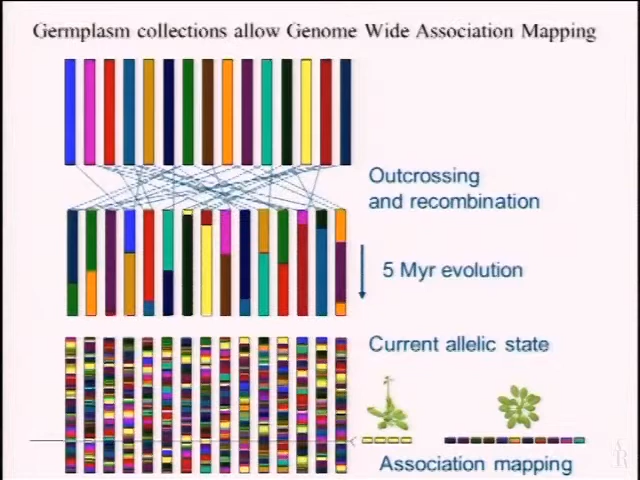 Germplasm collections allow Genome Wide Association Mapping
Outcrossing
and recombination
5 Myr evolution
Current allelic state
Association mapping